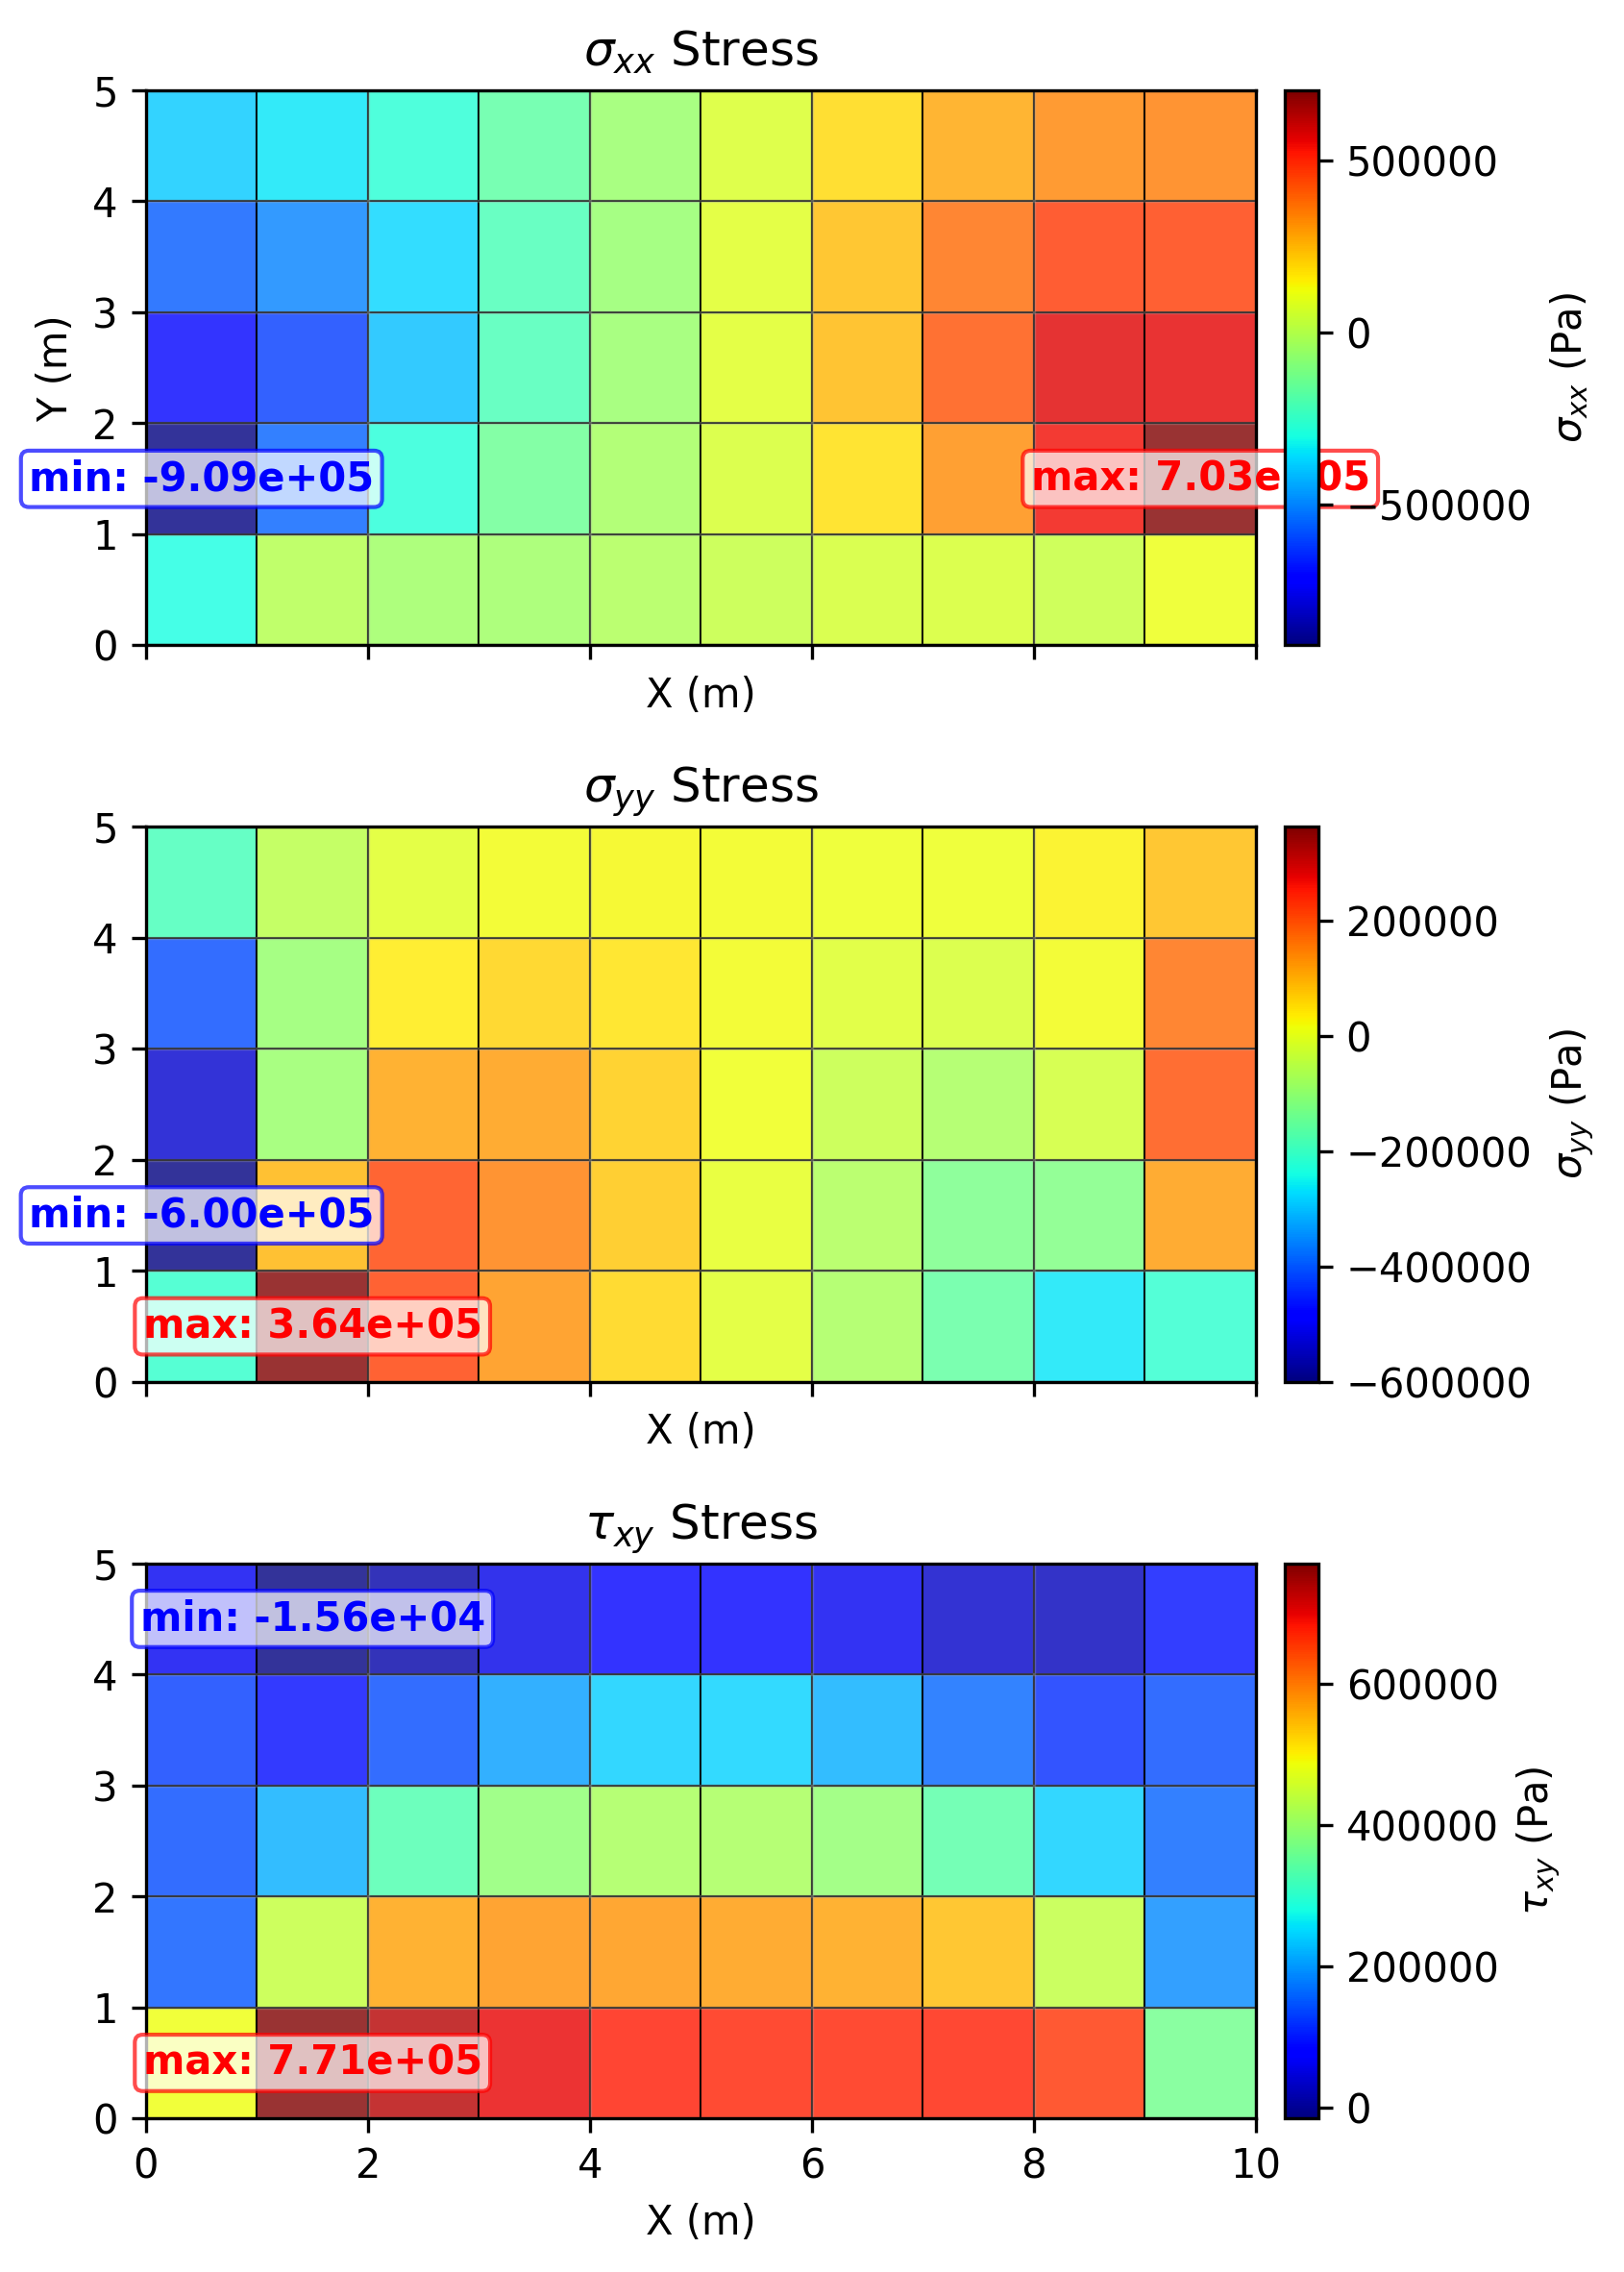 σxx Stress
5
4
3
2
1
0
Y (m)
min: -9.09e+05
max: 7.03e 05
X (m)
500000
0
−500000
σxx (Pa)
σyy Stress
5
4
3
2
1
0
min: -6.00e+05
max: 3.64e+05
X (m)
200000
0
−200000
−400000
−600000
σyy (Pa)
τxy Stress
5
4
3
2
1
0
min: -1.56e+04
max: 7.71e+05
0 2 4 6 8 10
X (m)
600000
400000
200000
0
τxy (Pa)